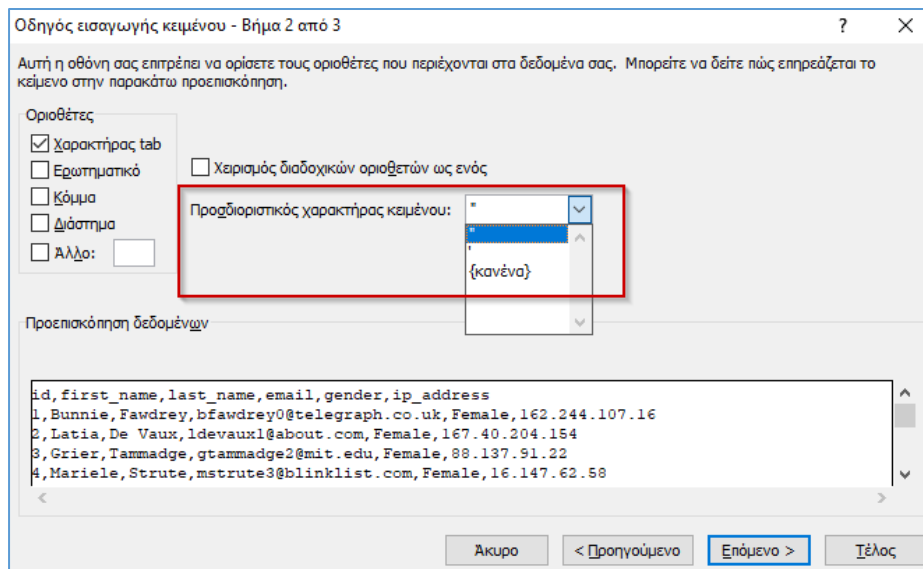 Οδηγός εισαγωγής κειμένου - Βήμα 2 από 3
Αυτή η οθόνη σας επιτρέπει να ορίσετε τους οριοθέτες που περιέχονται στα δεδομένα σας. Μπορείτε να δείτε πώς επηρεάζεται το
κείμενο στην παρακάτω προεπισκόπηση.
Οριοθέτες
Χαρακτήρας tab
Ερωτηματικό
Κόμμα
Διάστημα
Άλλο:
Χειρισμός διαδοχικών οριοθετών ως ενός
Προσδιοριστικός χαρακτήρας κειμένου: "
"
'
{κανένα}
Προεπισκόπηση δεδομένων
id,first_name,last_name,email,gender,ip_address
1,Bunnie,Fawdrey,bfawdrey0@telegraph.co.uk,Female,162.244.107.16
2,Latia,De Vaux,ldevaux1@about.com,Female,167.40.204.154
3,Grier,Tammadge,gtammadge2@mit.edu,Female,88.137.91.22
4,Mariele,Strute,mstrute3@blinklist.com,Female,16.147.62.58
Άκυρο
< Προηγούμενο
Επόμενο >
Τέλος